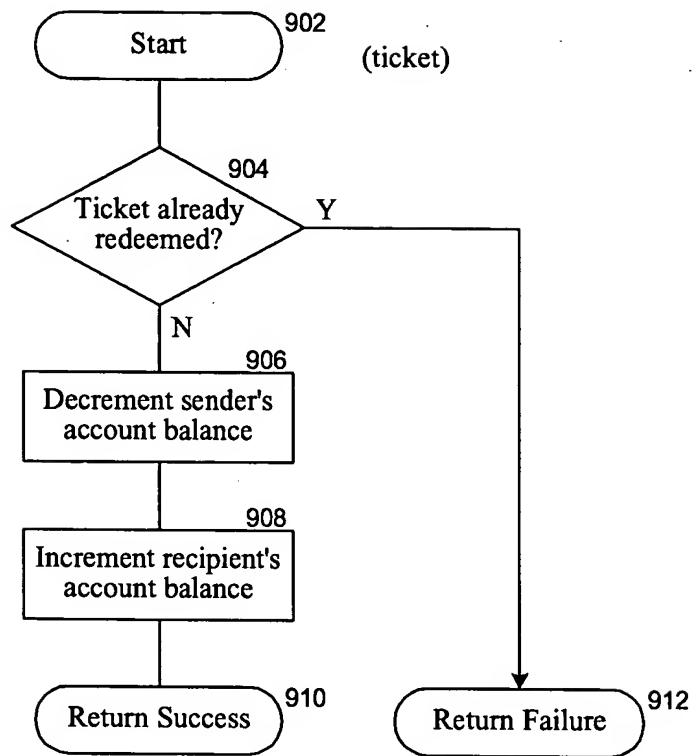 Start
902
(ticket)
904
Ticket already
redeemed?
Y
N
906
Decrement sender's
account balance
908
Increment recipient's
account balance
Return Success
910
Return Failure
912